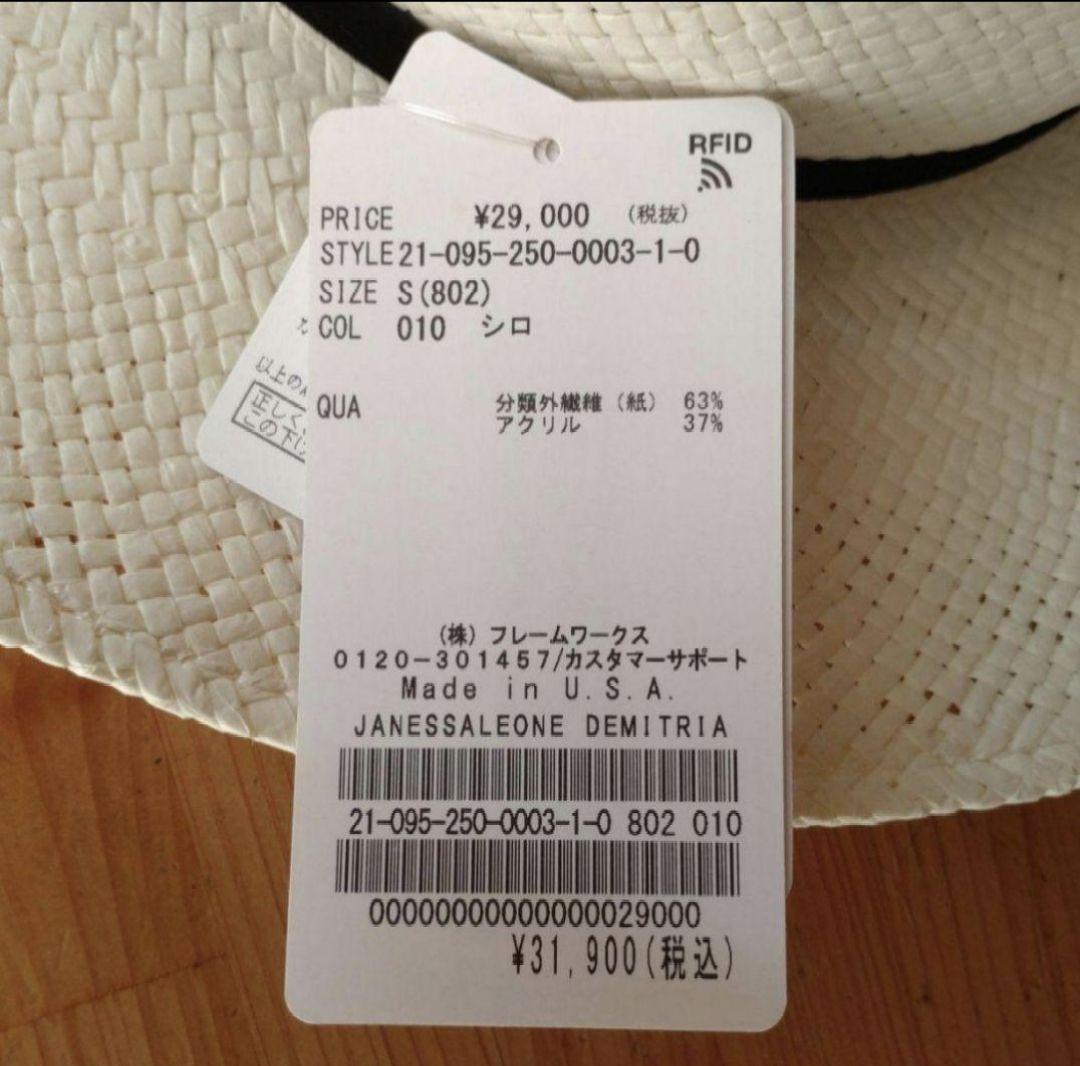 RFID
PRICE ¥29,000 (税抜)
STYLE 21-095-250-0003-1-0
SIZE S(802)
COL 010 シロ
以上の
正しく、
この下げ
QUA 分類外繊維(紙) 63%
アクリル 37%
(株)フレームワークス
0120-301457/カスタマーサポート
Made in U.S.A.
JANESSALEONE DEMITRIA
21-095-250-0003-1-0 802 010
00000000000000029000
¥31,900(税込)